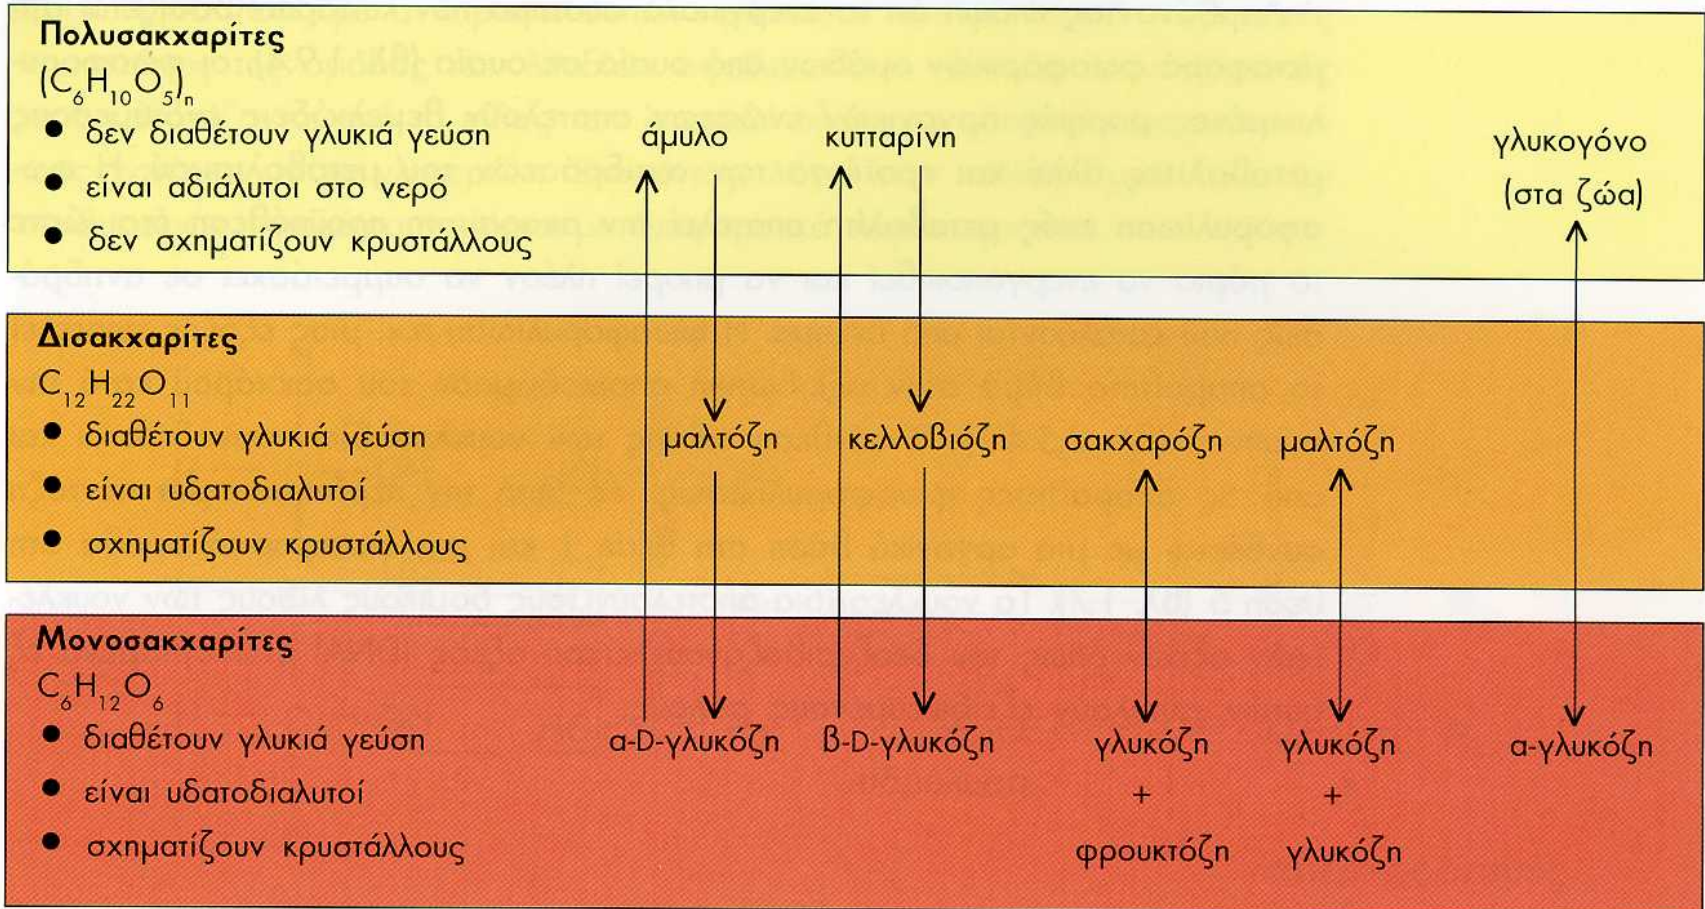 Πολυσακχαρίτες
(C₆H₁₀O₅)ₙ
● δεν διαθέτουν γλυκιά γεύση
● είναι αδιάλυτοι στο νερό
● δεν σχηματίζουν κρυστάλλους
άμυλο
κυτταρίνη
γλυκογόνο
(στα ζώα)
Δισακχαρίτες
C₁₂H₂₂O₁₁
● διαθέτουν γλυκιά γεύση
● είναι υδατοδιαλυτοί
● σχηματίζουν κρυστάλλους
μαλτόζη
κελλοβιόζη
σακχαρόζη
μαλτόζη
Μονοσακχαρίτες
C₆H₁₂O₆
● διαθέτουν γλυκιά γεύση
● είναι υδατοδιαλυτοί
● σχηματίζουν κρυστάλλους
α-D-γλυκόζη
β-D-γλυκόζη
γλυκόζη
+
φρουκτόζη
γλυκόζη
+
γλυκόζη
α-γλυκόζη